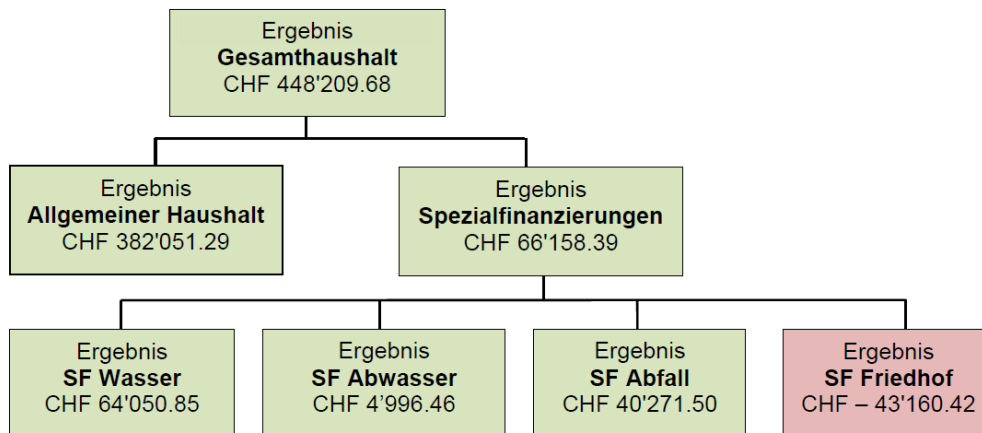 Ergebnis
Gesamthaushalt
CHF 448'209.68
Ergebnis
Allgemeiner Haushalt
CHF 382'051.29
Ergebnis
Spezialfinanzierungen
CHF 66'158.39
Ergebnis
SF Wasser
CHF 64'050.85
Ergebnis
SF Abwasser
CHF 4’996.46
Ergebnis
SF Abfall
CHF 40'271.50
Ergebnis
SF Friedhof
CHF – 43'160.42